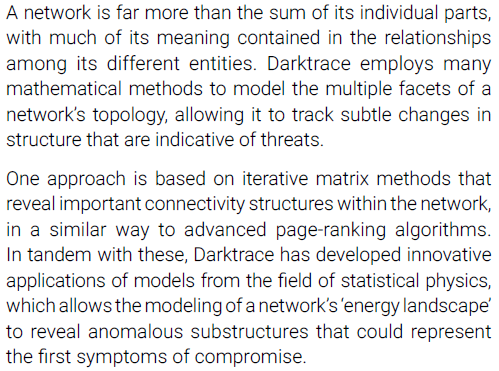 A network is far more than the sum of its individual parts,
with much of its meaning contained in the relationships
among its different entities. Darktrace employs many
mathematical methods to model the multiple facets of a
network’s topology, allowing it to track subtle changes in
structure that are indicative of threats.
One approach is based on iterative matrix methods that
reveal important connectivity structures within the network,
in a similar way to advanced page-ranking algorithms.
In tandem with these, Darktrace has developed innovative
applications of models from the field of statistical physics,
which allows the modeling of a network’s ‘energy landscape’
to reveal anomalous substructures that could represent
the first symptoms of compromise.